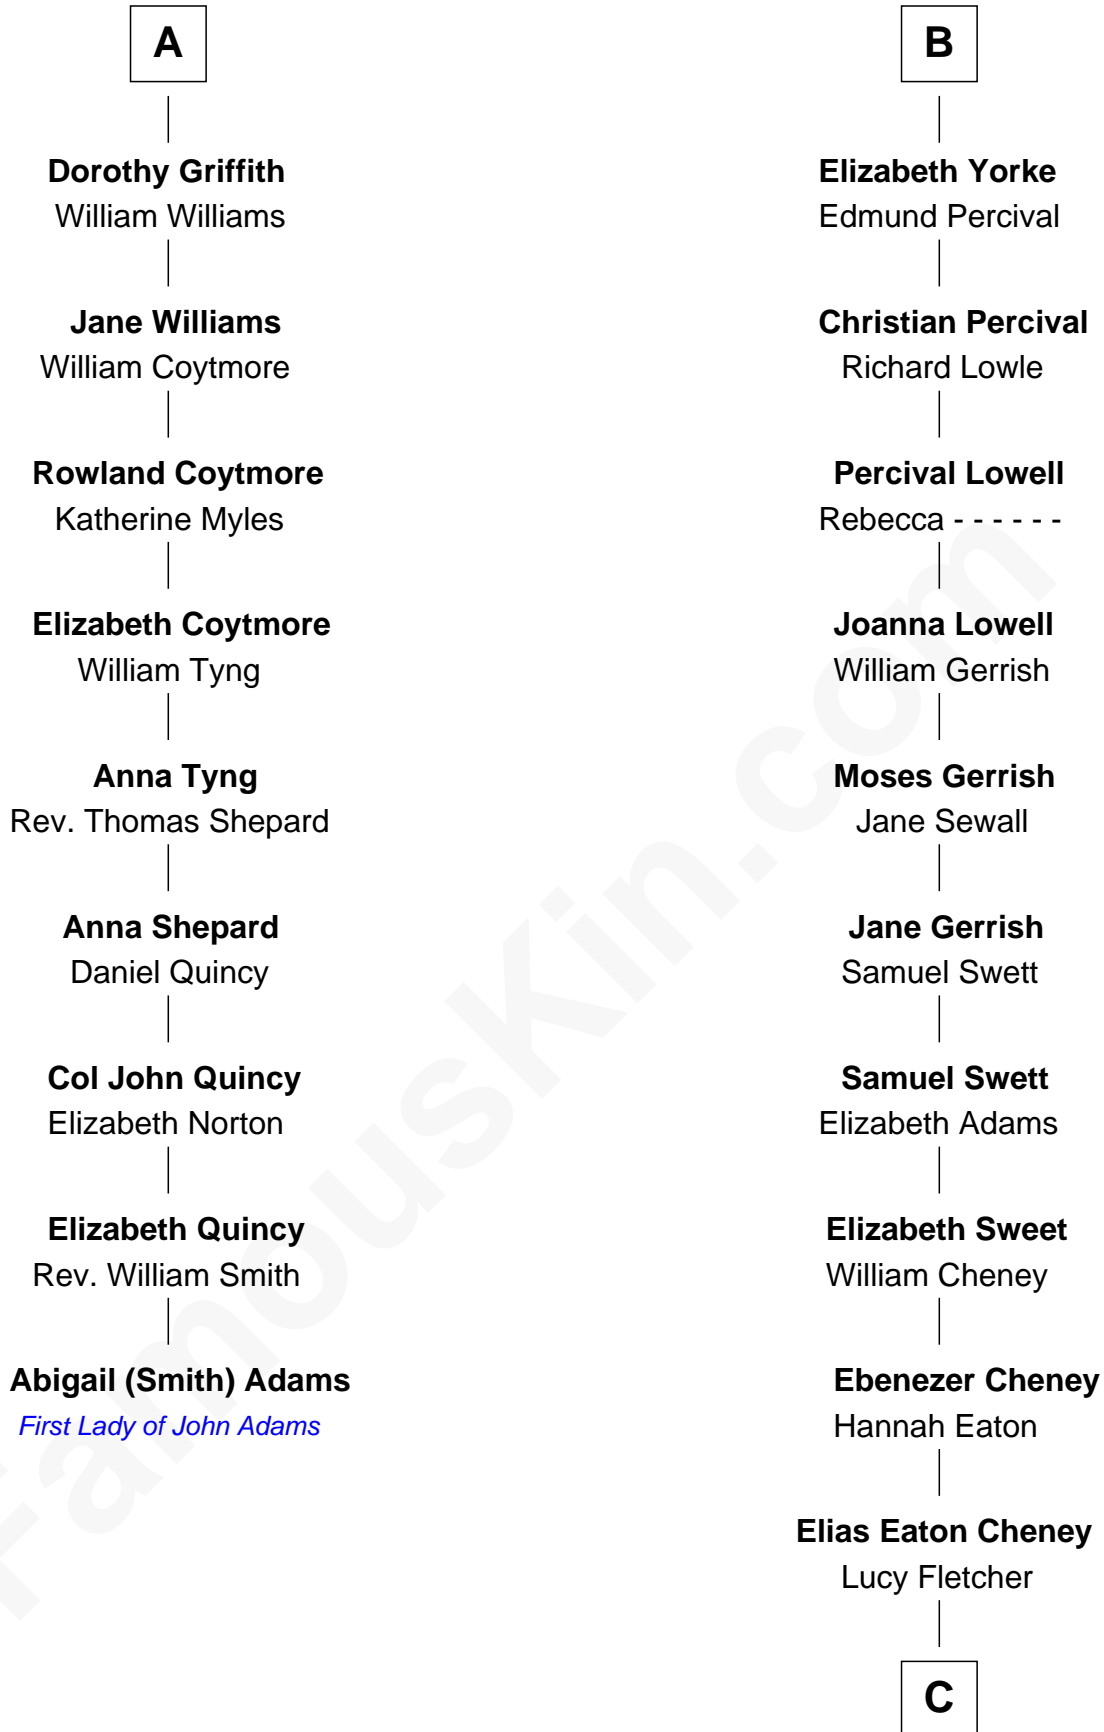 A
Dorothy Griffith
William Williams
Jane Williams
William Coytmore
Rowland Coytmore
Katherine Myles
Elizabeth Coytmore
William Tyng
Anna Tyng
Rev. Thomas Shepard
Anna Shepard
Daniel Quincy
Col John Quincy
Elizabeth Norton
Elizabeth Quincy
Rev. William Smith
Abigail (Smith) Adams
First Lady of John Adams
B
Elizabeth Yorke
Edmund Percival
Christian Percival
Richard Lowle
Percival Lowell
Rebecca - - - - - -
Joanna Lowell
William Gerrish
Moses Gerrish
Jane Sewall
Jane Gerrish
Samuel Swett
Samuel Swett
Elizabeth Adams
Elizabeth Sweet
William Cheney
Ebenezer Cheney
Hannah Eaton
Elias Eaton Cheney
Lucy Fletcher
C
FamousKin.com